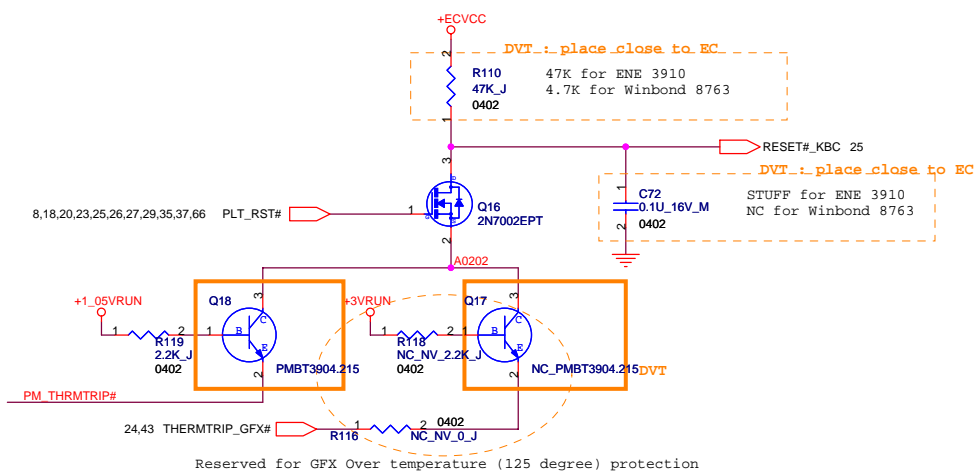 +ECVCC
DVT : place close to EC
2
R110
47K_J
0402
1
47K for ENE 3910
4.7K for Winbond 8763
RESET#_KBC 25
DVT : place close to EC
3
1
C72
0.1U_16V_M
0402
2
STUFF for ENE 3910
NC for Winbond 8763
8,18,20,23,25,26,27,29,35,37,66 PLT_RST#
1
D
G
S
Q16
2N7002EPT
2
A0202
+1_05VRUN
Q18
3
1
2
R119
2.2K_J
0402
1
B
C
E
2
PMBT3904.215
+3VRUN
Q17
3
1
2
R118
NC_NV_2.2K_J
0402
1
B
C
E
2
NC_PMBT3904.215
DVT
PM_THRMTRIP#
24,43 THERMTRIP_GFX#
1
2
0402
R116
NC_NV_0_J
Reserved for GFX Over temperature (125 degree) protection